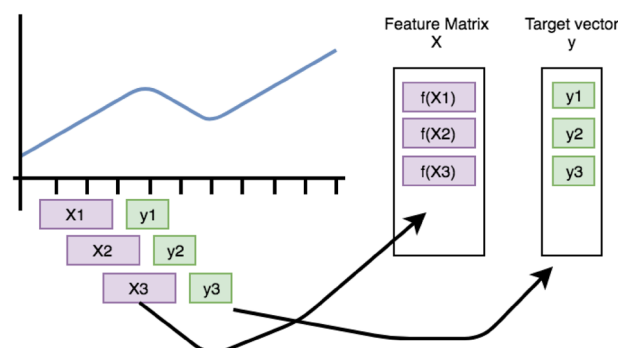 Feature Matrix
X
Target vector
y
f(X1)
y1
f(X2)
y2
f(X3)
y3
X1
y1
X2
y2
X3
y3